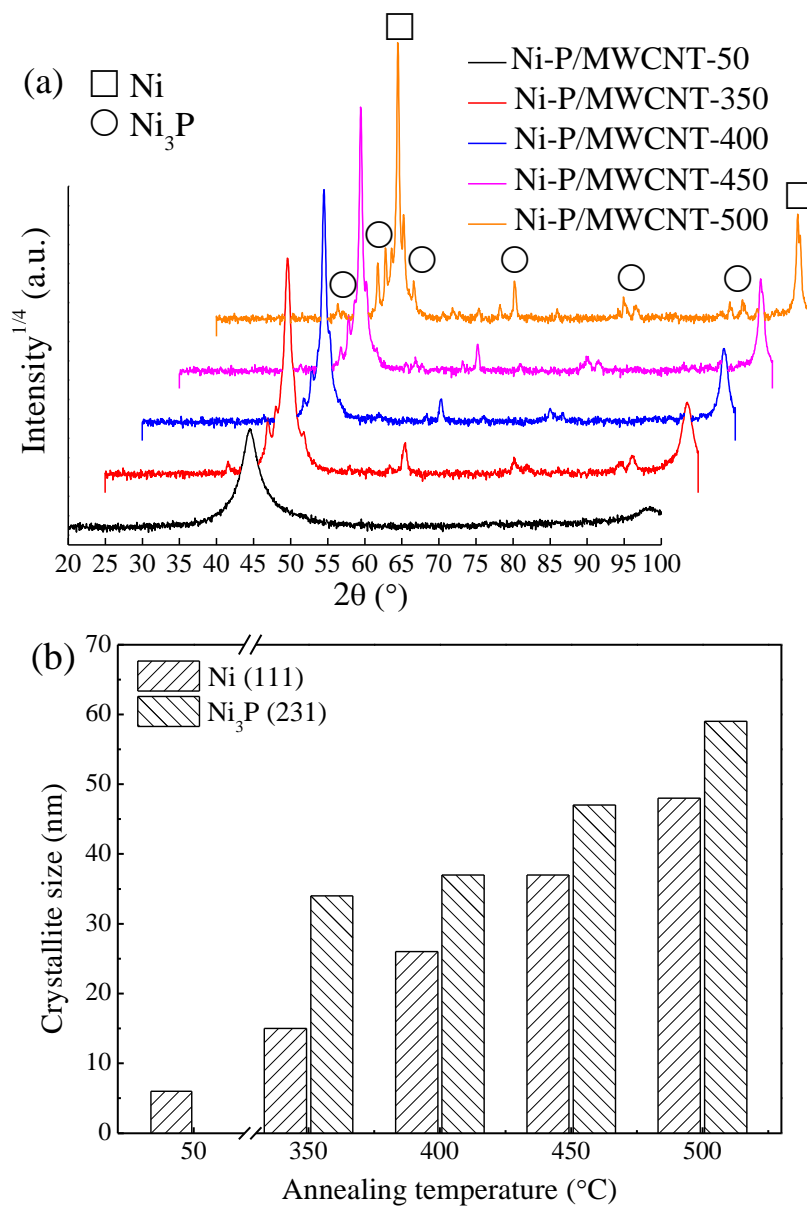 (a)
Ni
Ni3P
Ni-P/MWCNT-50
Ni-P/MWCNT-350
Ni-P/MWCNT-400
Ni-P/MWCNT-450
Ni-P/MWCNT-500
Intensity1/4 (a.u.)
20 25 30 35 40 45 50 55 60 65 70 75 80 85 90 95 100
2θ (°)
(b)
Ni (111)
Ni3P (231)
70
60
50
40
30
20
10
0
Crystallite size (nm)
50 350 400 450 500
Annealing temperature (°C)